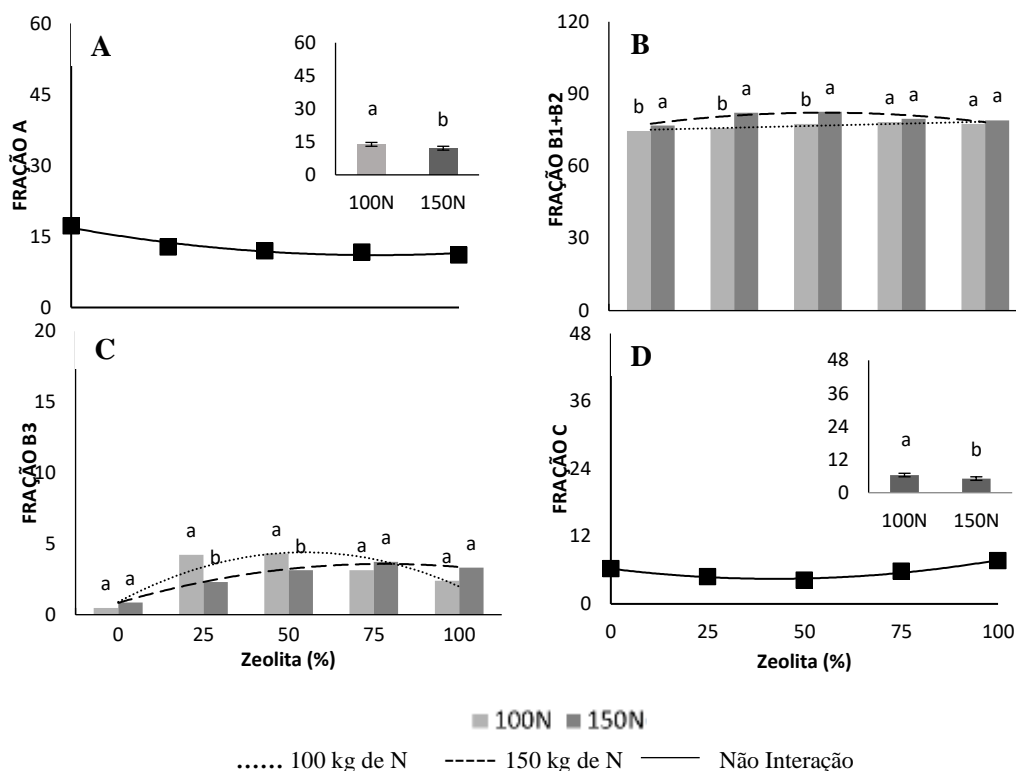 A
FRAÇÃO A
60
45
30
15
0
60
45
30
15
0
a
b
100N
150N
B
FRAÇÃO B1+B2
120
90
60
30
0
b a b a b a a a a a
C
FRAÇÃO B3
20
15
10
5
0
a a a b a b a a a a
0 25 50 75 100
Zeolita (%)
D
FRAÇÃO C
48
36
24
12
0
48
36
24
12
0
a
b
100N 150N
0 25 50 75 100
Zeolita (%)
100N 150N
100 kg de N 150 kg de N Não Interação